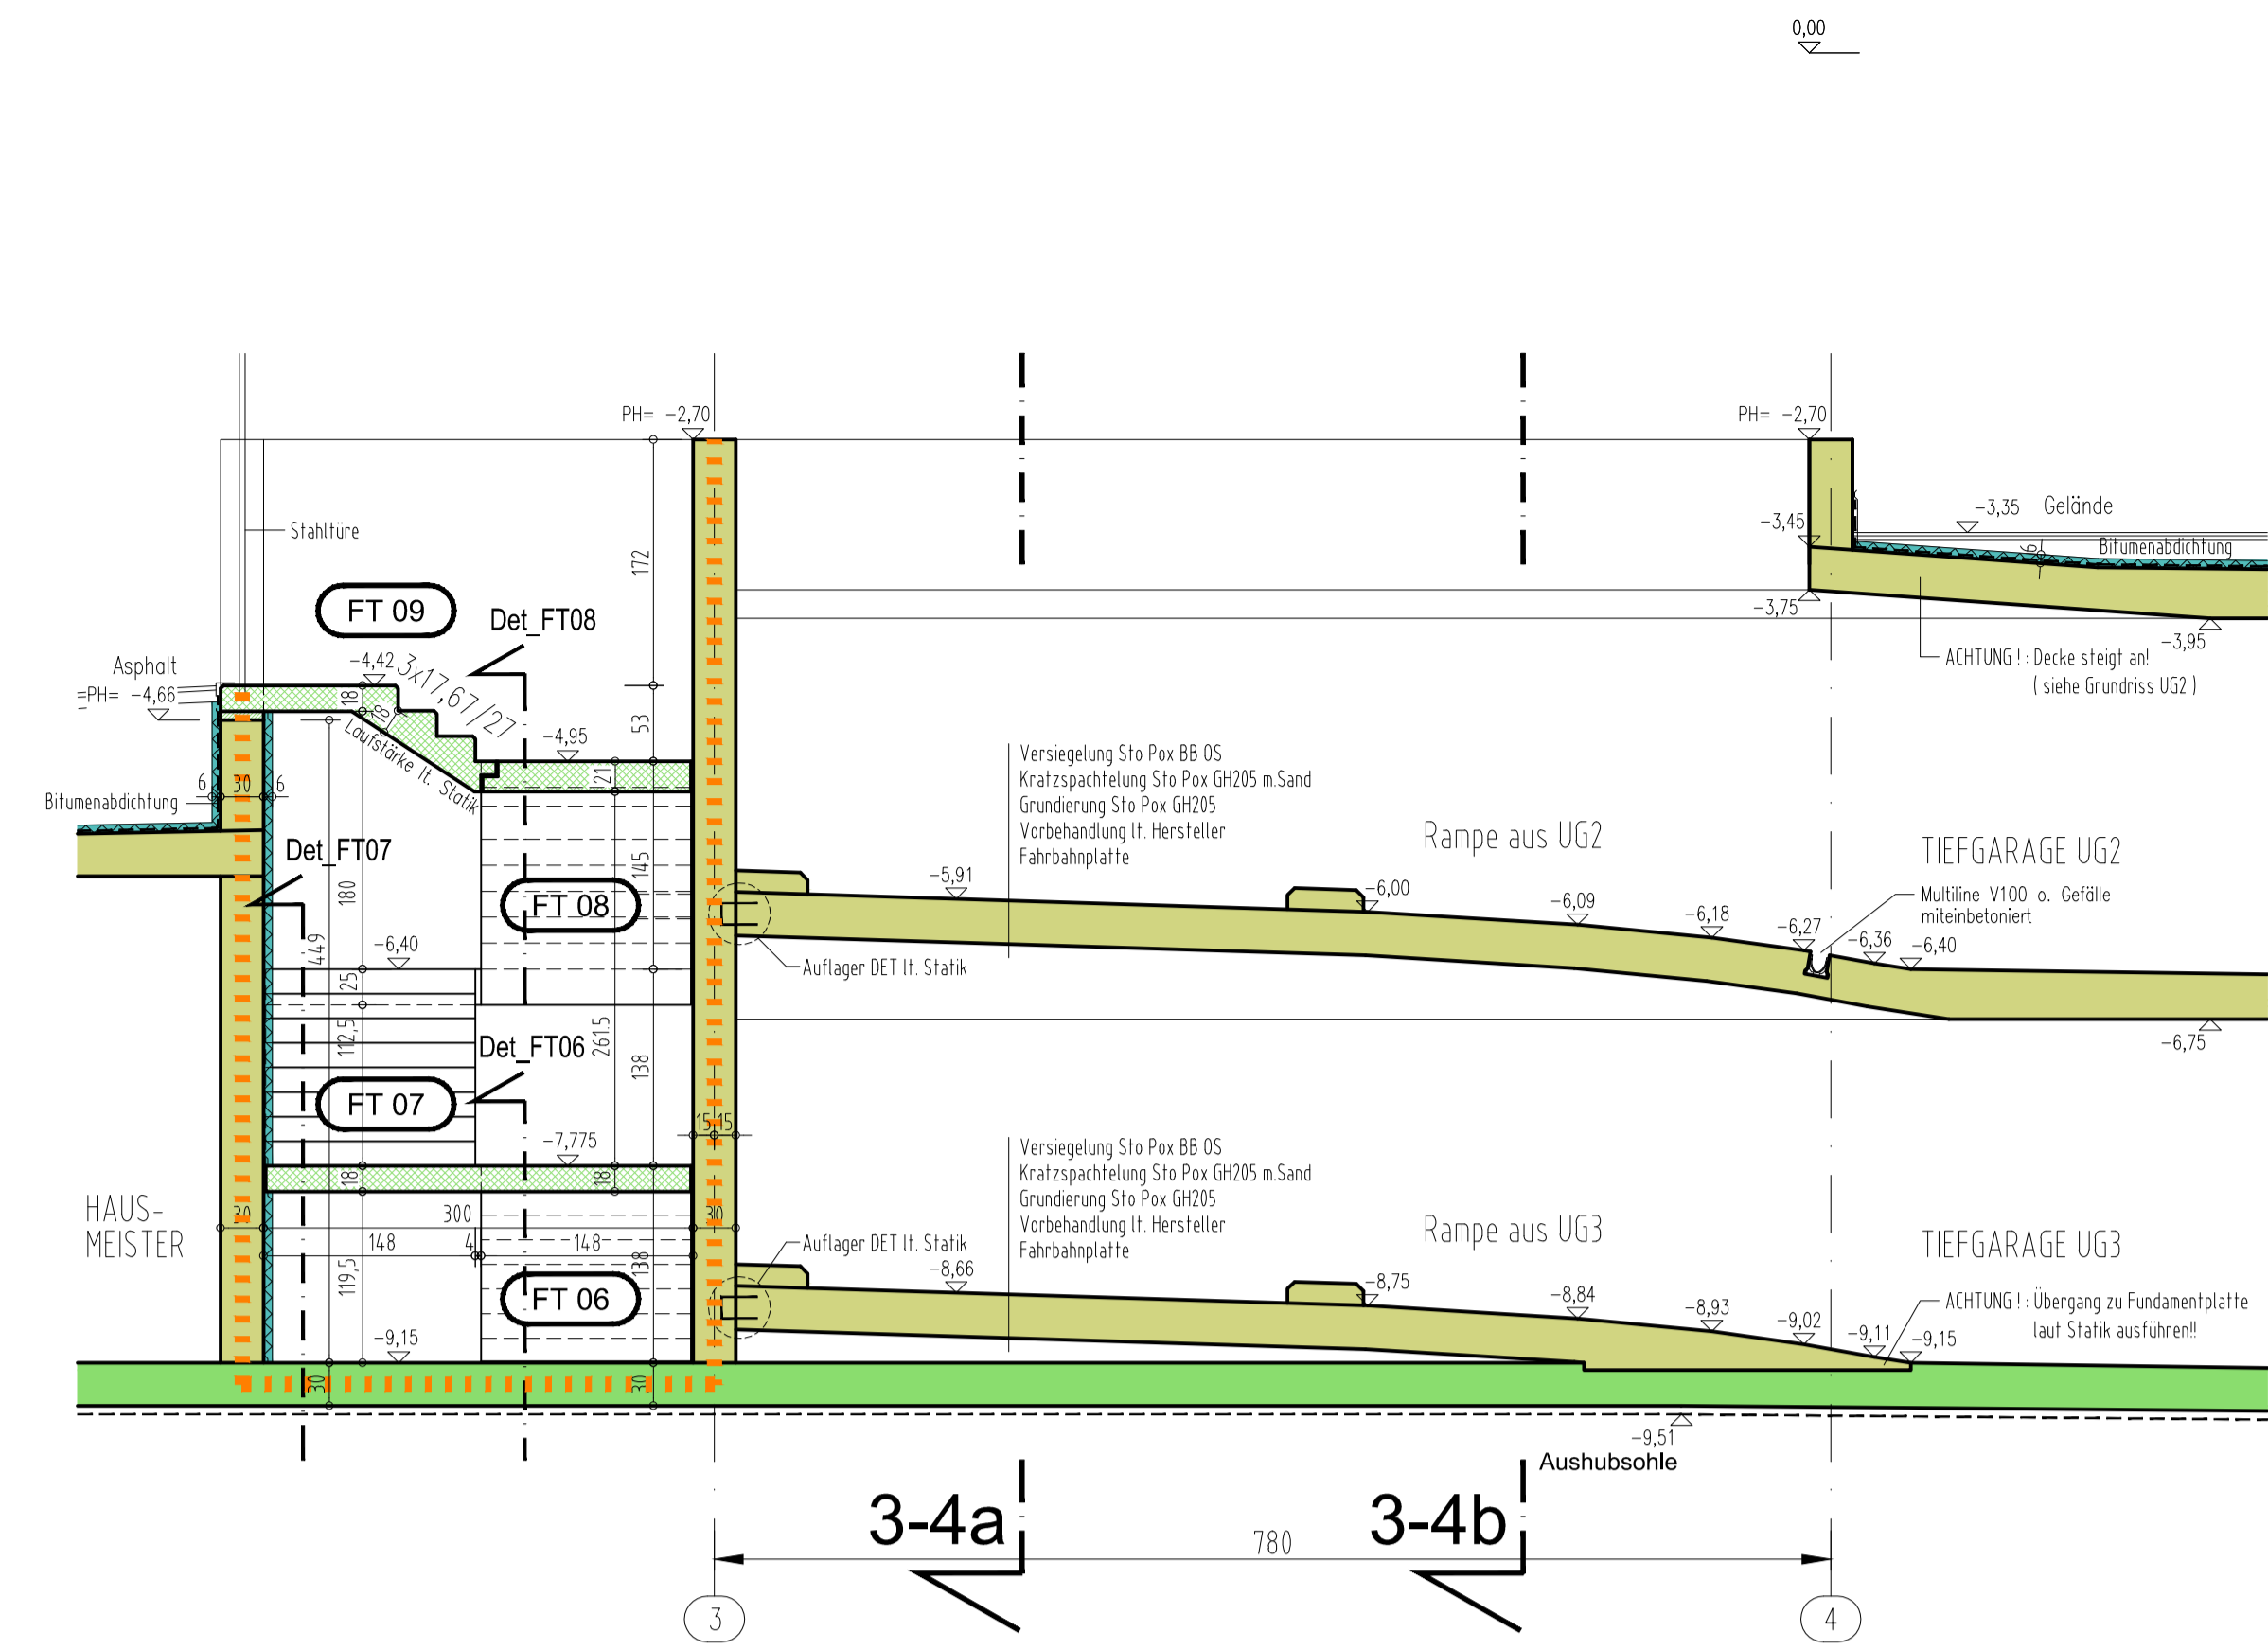 0,00
PH= -2,70
PH= -2,70
Stahltüre
172
-3,45
-3,35
Gelände
6
Bitumenabdichtung
-3,75
-3,95
ACHTUNG ! : Decke steigt an!
( siehe Grundriss UG2 )
FT 09
Det_FT08
Asphalt
=PH= -4,66
-4,42
3x17,67/27
18
18
53
-4,95
Laufstärke lt. Statik
21
6
30
6
Bitumenabdichtung
Det_FT07
180
145
FT 08
449
-6,40
25
112,5
Det_FT06
261.5
138
FT 07
-7,775
15
15
18
18
Versiegelung Sto Pox BB OS
Kratzspachtelung Sto Pox GH205 m.Sand
Grundierung Sto Pox GH205
Vorbehandlung lt. Hersteller
Fahrbahnplatte
Rampe aus UG2
TIEFGARAGE UG2
-5,91
-6,00
-6,09
-6,18
-6,27
-6,36
-6,40
Multiline V100 o. Gefälle
miteinbetoniert
Auflager DET lt. Statik
-6,75
HAUS-
MEISTER
30
300
30
148
4
148
119,5
138
FT 06
-9,15
30
30
Versiegelung Sto Pox BB OS
Kratzspachtelung Sto Pox GH205 m.Sand
Grundierung Sto Pox GH205
Vorbehandlung lt. Hersteller
Fahrbahnplatte
Rampe aus UG3
TIEFGARAGE UG3
Auflager DET lt. Statik
-8,66
-8,75
-8,84
-8,93
-9,02
-9,11
-9,15
ACHTUNG ! : Übergang zu Fundamentplatte
laut Statik ausführen!!
-9,51
Aushubsohle
3-4a
3-4b
780
3
4